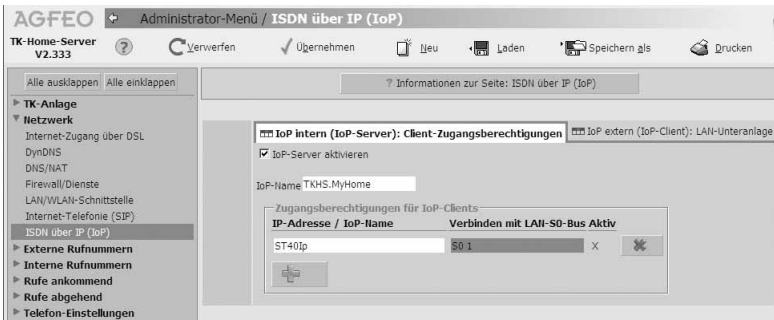 AGFEO Administrator-Menü / ISDN über IP (IoP)
TK-Home-Server
V2.333
? Verwerfen Übernehmen Neu Laden Speichern als Drucken
Alle ausklappen Alle einklappen
? Informationen zur Seite: ISDN über IP (IoP)
TK-Anlage
Netzwerk
Internet-Zugang über DSL
DynDNS
DNS/NAT
Firewall/Dienste
LAN/WLAN-Schnittstelle
Internet-Telefonie (SIP)
ISDN über IP (IoP)
Externe Rufnummern
Interne Rufnummern
Rufe ankommend
Rufe abgehend
Telefon-Einstellungen
IoP intern (IoP-Server): Client-Zugangsberechtigungen
IoP extern (IoP-Client): LAN-Unteranlage
IoP-Server aktivieren
IoP-Name TKHS.MyHome
Zugangsberechtigungen für IoP-Clients
IP-Adresse / IoP-Name Verbinden mit LAN-S0-Bus Aktiv
ST40Ip S0 1 X